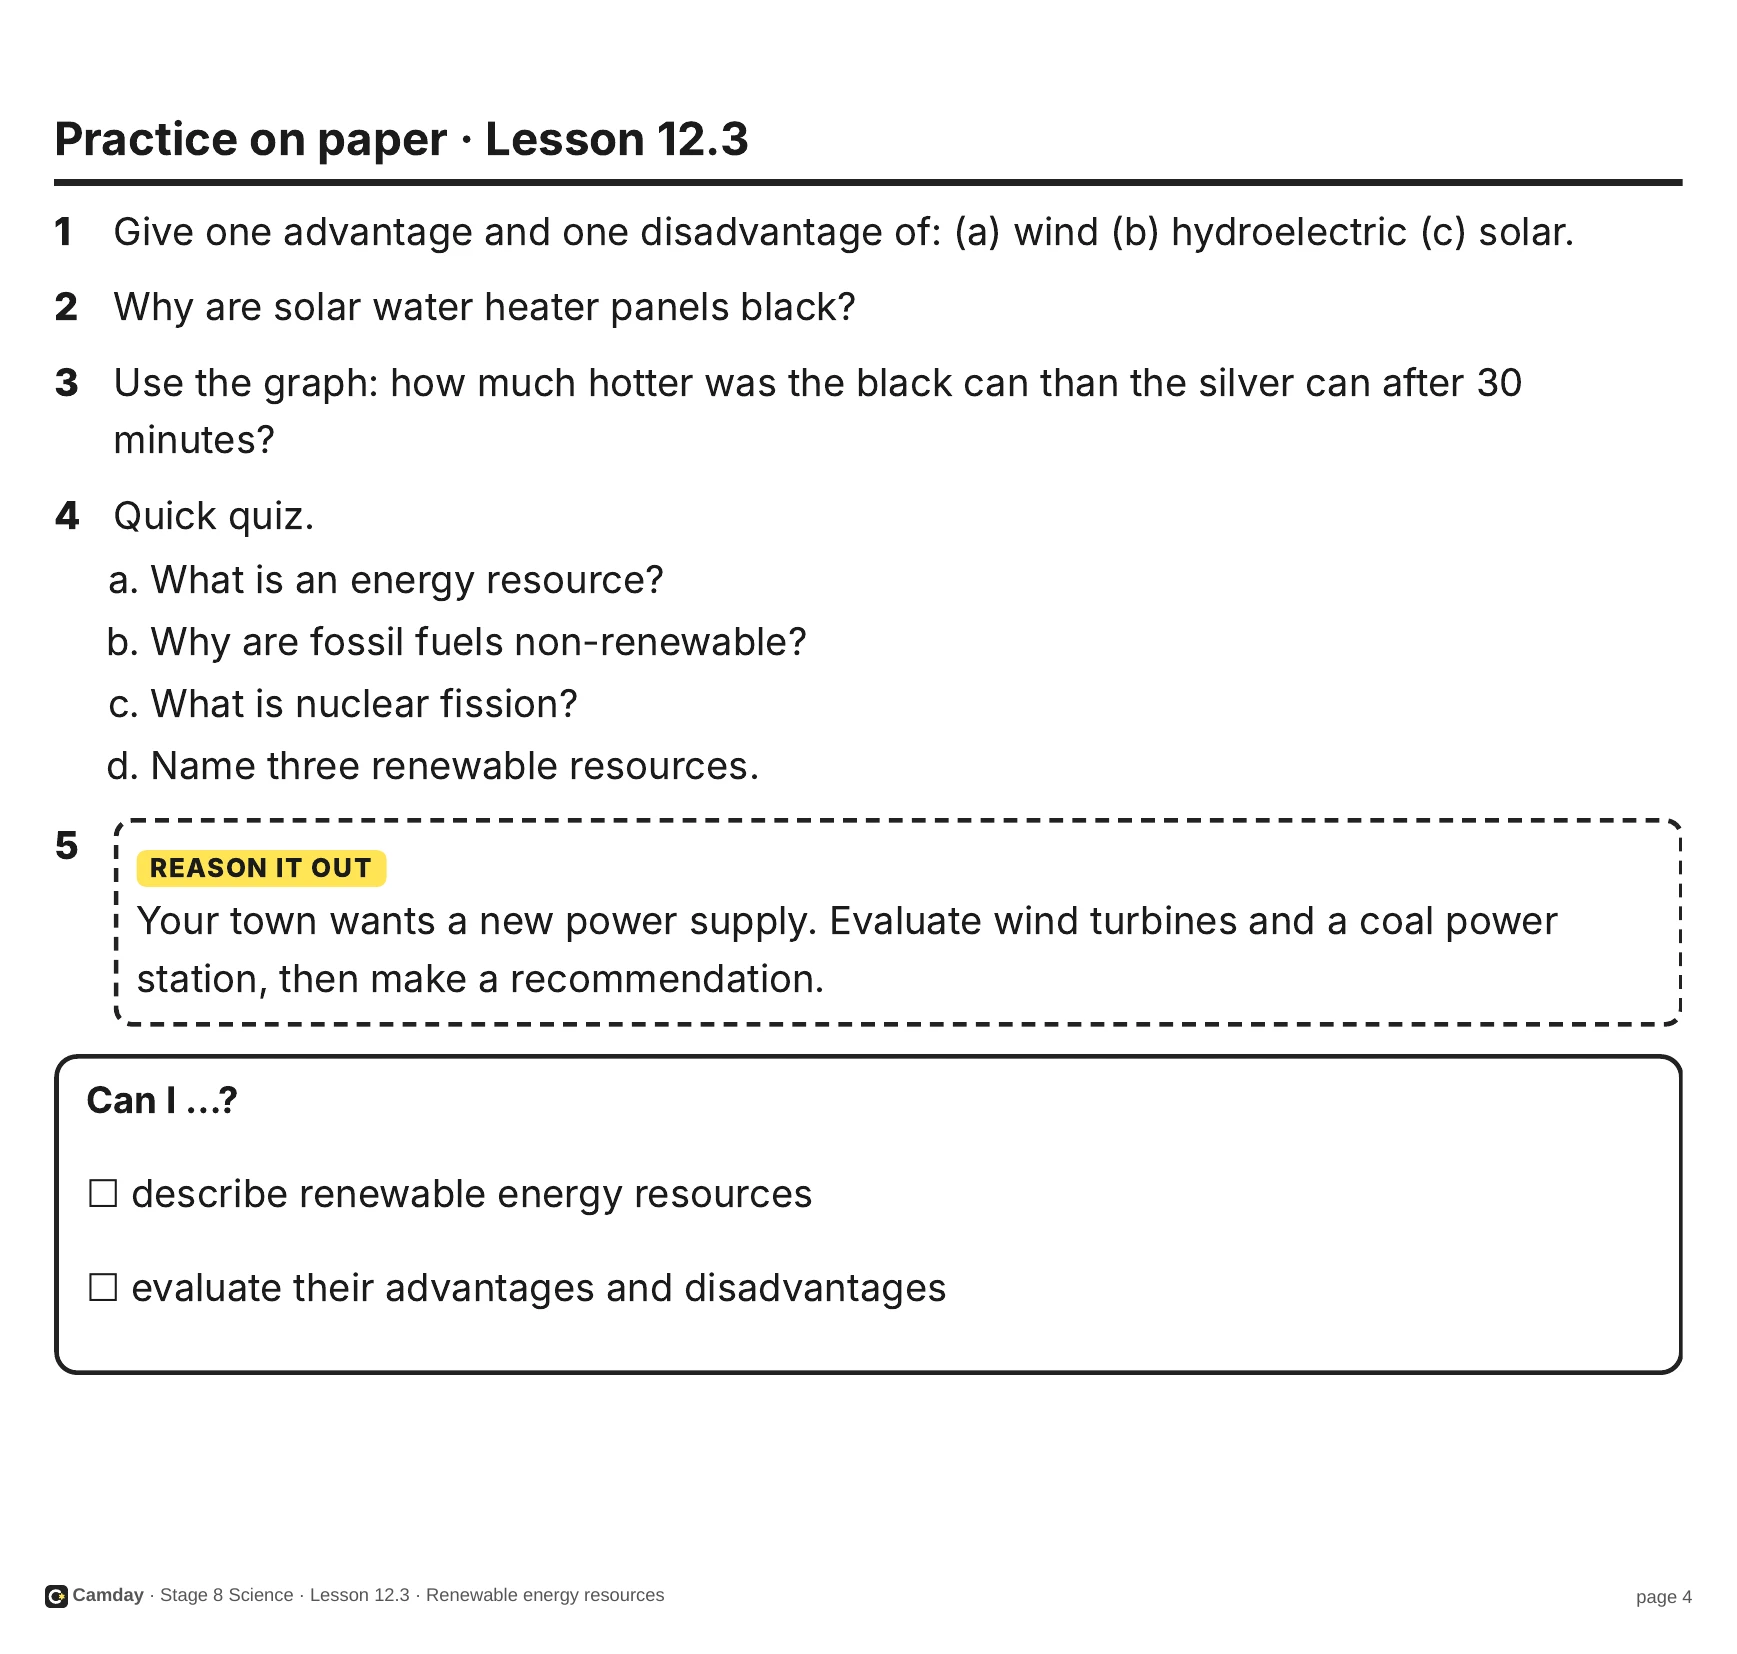 Practice on paper · Lesson 12.3
1 Give one advantage and one disadvantage of: (a) wind (b) hydroelectric (c) solar.
2 Why are solar water heater panels black?
3 Use the graph: how much hotter was the black can than the silver can after 30
minutes?
4 Quick quiz.
a. What is an energy resource?
b. Why are fossil fuels non-renewable?
c. What is nuclear fission?
d. Name three renewable resources.
5
REASON IT OUT
Your town wants a new power supply. Evaluate wind turbines and a coal power
station, then make a recommendation.
Can I …?
☐ describe renewable energy resources
☐ evaluate their advantages and disadvantages
Camday · Stage 8 Science · Lesson 12.3 · Renewable energy resources
page 4